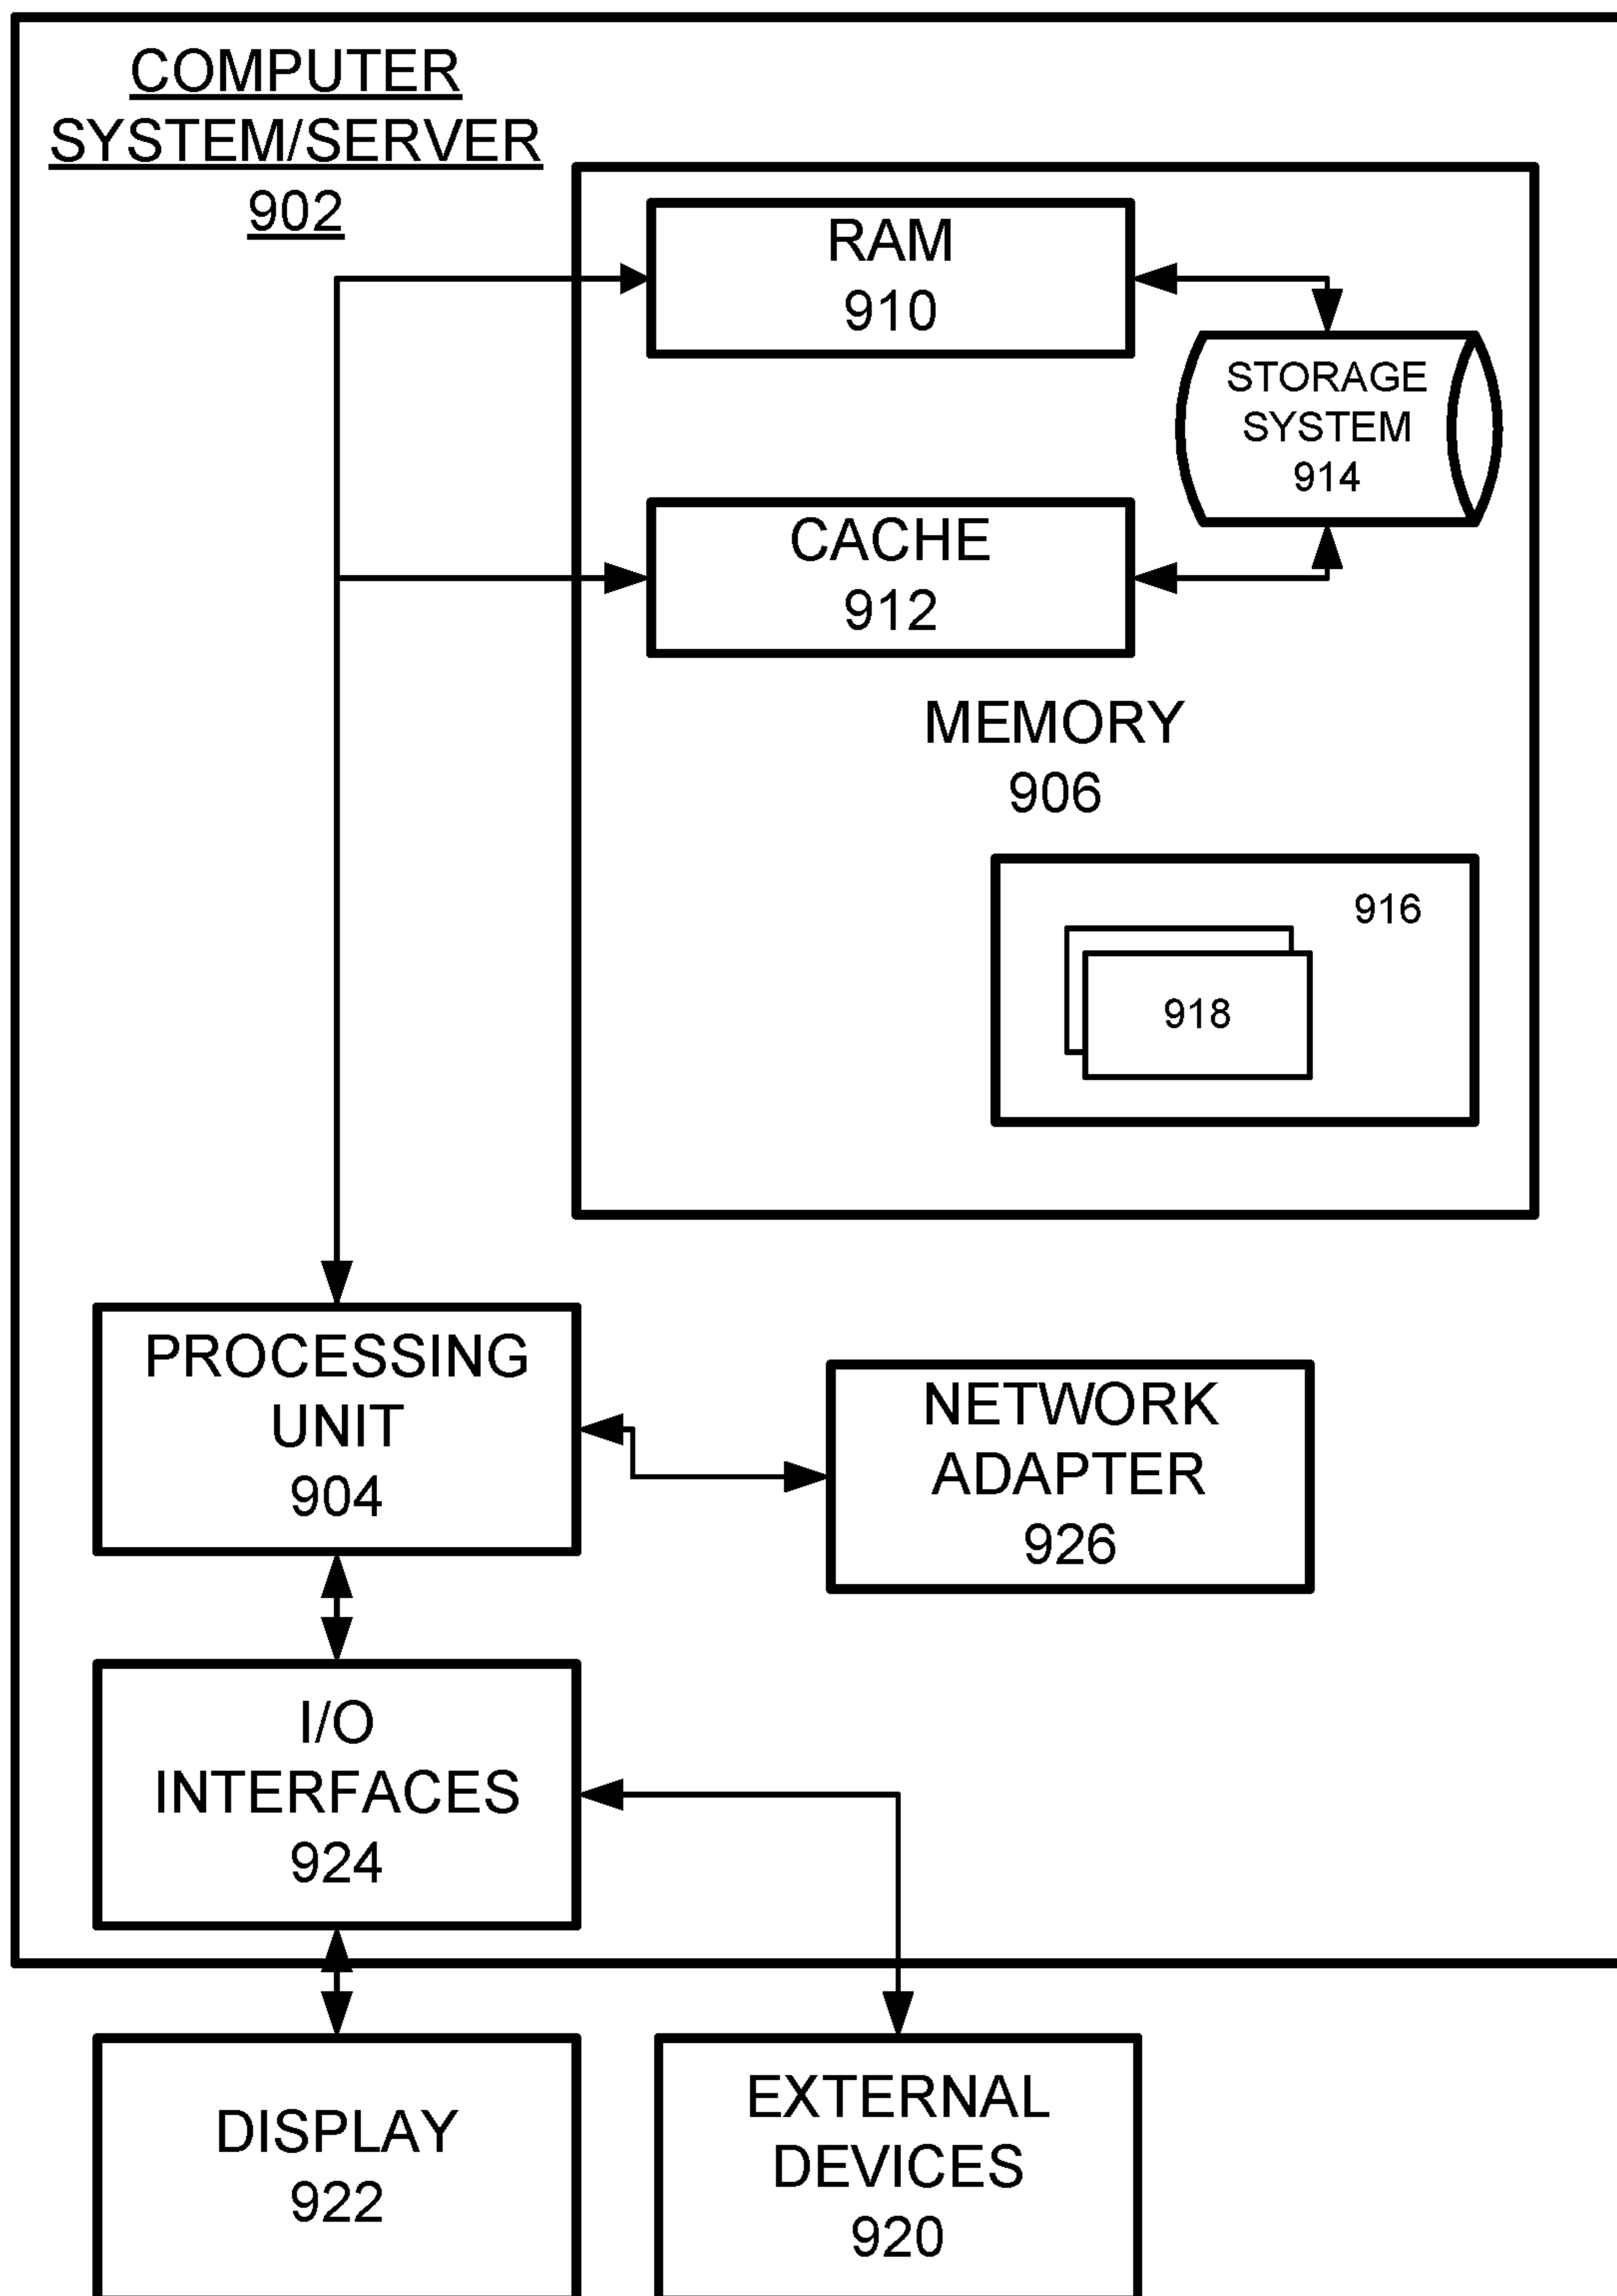 COMPUTER
SYSTEM/SERVER
902
RAM
910
STORAGE
SYSTEM
914
CACHE
912
MEMORY
906
916
918
PROCESSING
UNIT
904
NETWORK
ADAPTER
926
I/O
INTERFACES
924
DISPLAY
922
EXTERNAL
DEVICES
920